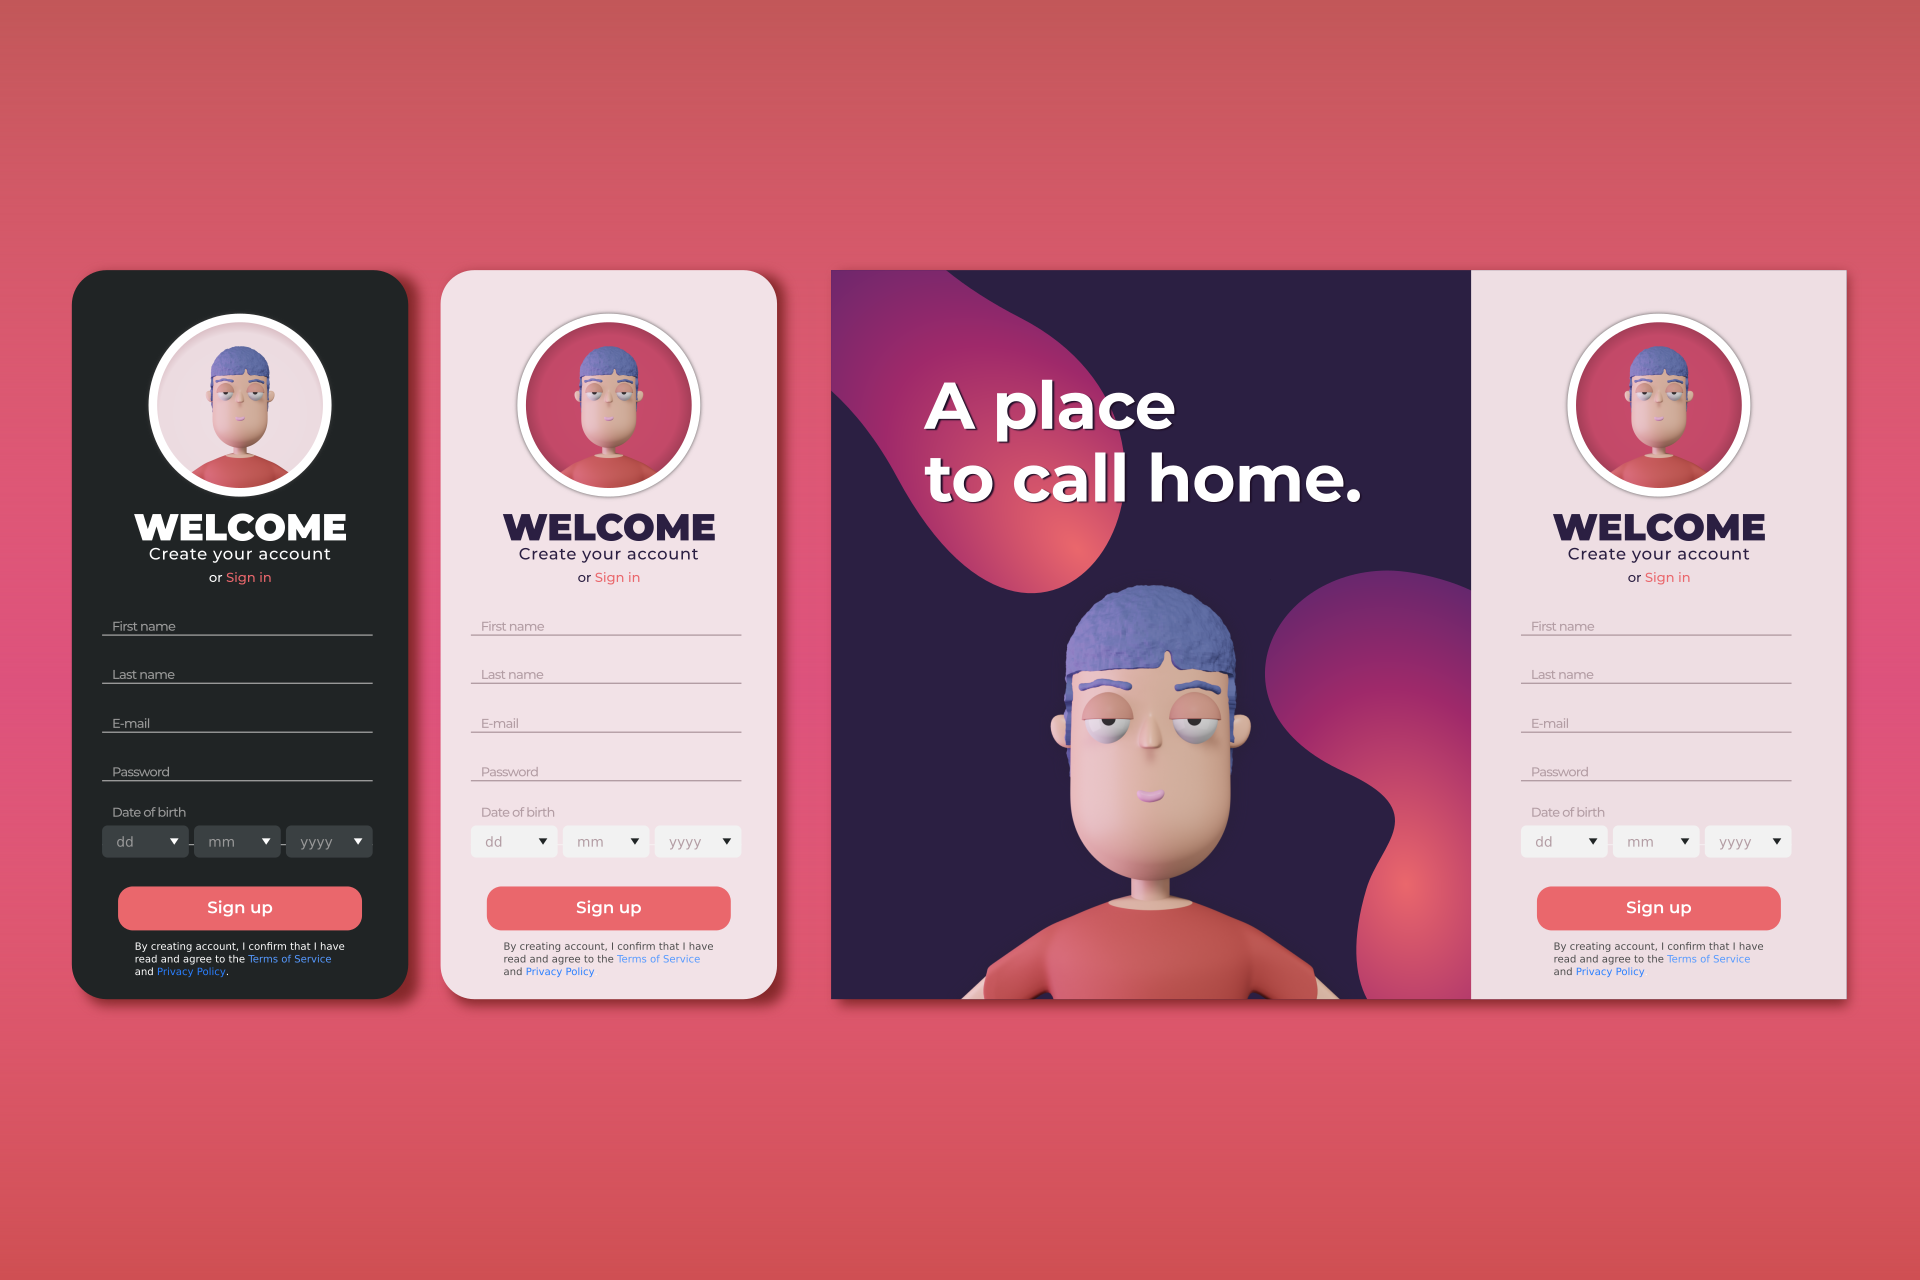 WELCOME
Create your account
or Sign in
First name
Last name
E-mail
Password
Date of birth
dd mm yyyy
Sign up
By creating account, I confirm that I have
read and agree to the Terms of Service
and Privacy Policy.
WELCOME
Create your account
or Sign in
First name
Last name
E-mail
Password
Date of birth
dd mm yyyy
Sign up
By creating account, I confirm that I have
read and agree to the Terms of Service
and Privacy Policy
A place
to call home.
WELCOME
Create your account
or Sign in
First name
Last name
E-mail
Password
Date of birth
dd mm yyyy
Sign up
By creating account, I confirm that I have
read and agree to the Terms of Service
and Privacy Policy